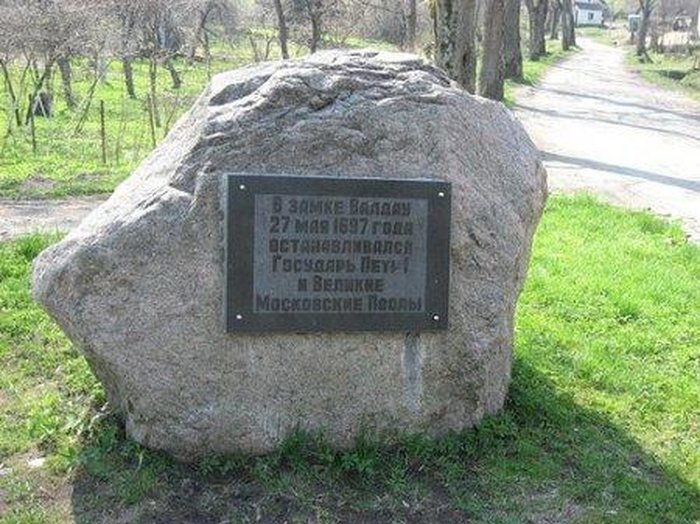 В замке Валдау
27 мая 1697 года
останавливался
Государь Петр I
и Великие
Московские Послы